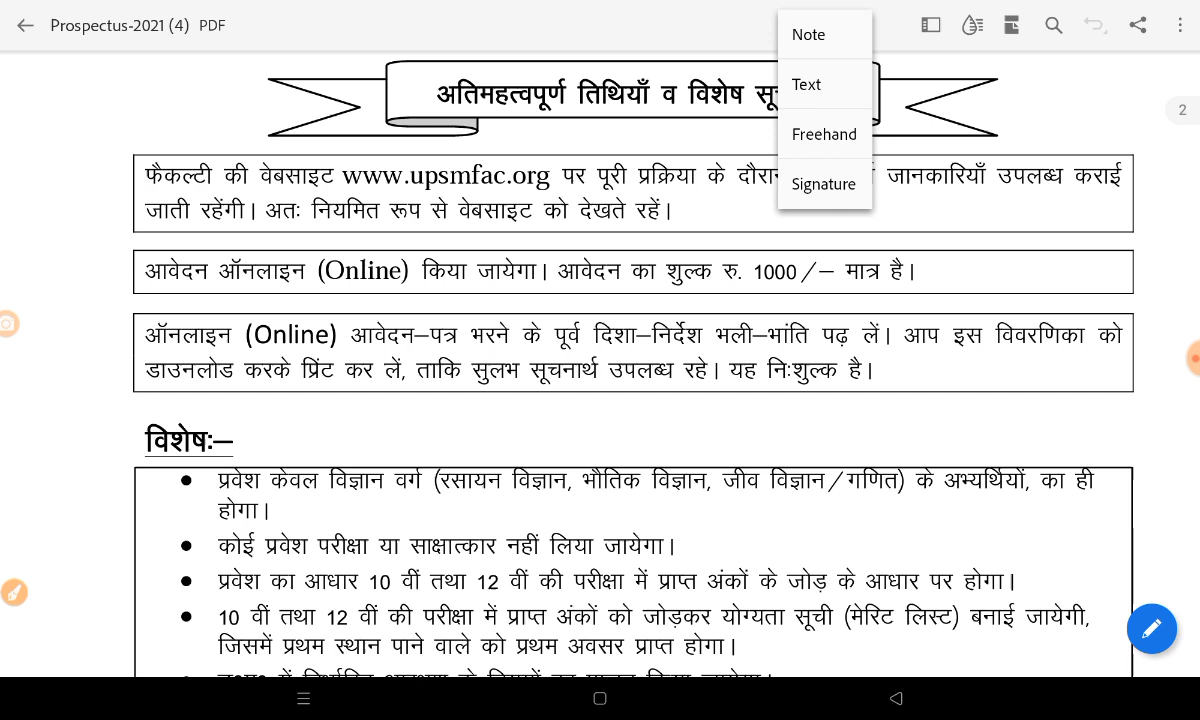 Prospectus-2021 (4) PDF
Note
Text
Freehand
Signature
2
अतिमहत्वपूर्ण तिथियाँ व विशेष
फैकल्टी की वेबसाइट www.upsmfac.org पर पूरी प्रक्रिया के जानकारियाँ उपलब्ध कराई
जाती रहेंगी। अतः नियमित रूप से वेबसाइट को देखते रहें।
आवेदन ऑनलाइन (Online) किया जायेगा। आवेदन का शुल्क रु. 1000/– मात्र है।
ऑनलाइन (Online) आवेदन–पत्र भरने के पूर्व दिशा–निर्देश भली–भांति पढ़ लें। आप इस विवरणिका को
डाउनलोड करके प्रिंट कर लें, ताकि सुलभ सूचनार्थ उपलब्ध रहे। यह निःशुल्क है।
विशेषः–
● प्रवेश केवल विज्ञान वर्ग (रसायन विज्ञान, भौतिक विज्ञान, जीव विज्ञान/गणित) के अभ्यर्थियों, का ही
होगा।
● कोई प्रवेश परीक्षा या साक्षात्कार नहीं लिया जायेगा।
● प्रवेश का आधार 10 वीं तथा 12 वीं की परीक्षा में प्राप्त अंकों के जोड़ के आधार पर होगा।
● 10 वीं तथा 12 वीं की परीक्षा में प्राप्त अंकों को जोड़कर योग्यता सूची (मेरिट लिस्ट) बनाई जायेगी,
जिसमें प्रथम स्थान पाने वाले को प्रथम अवसर प्राप्त होगा।